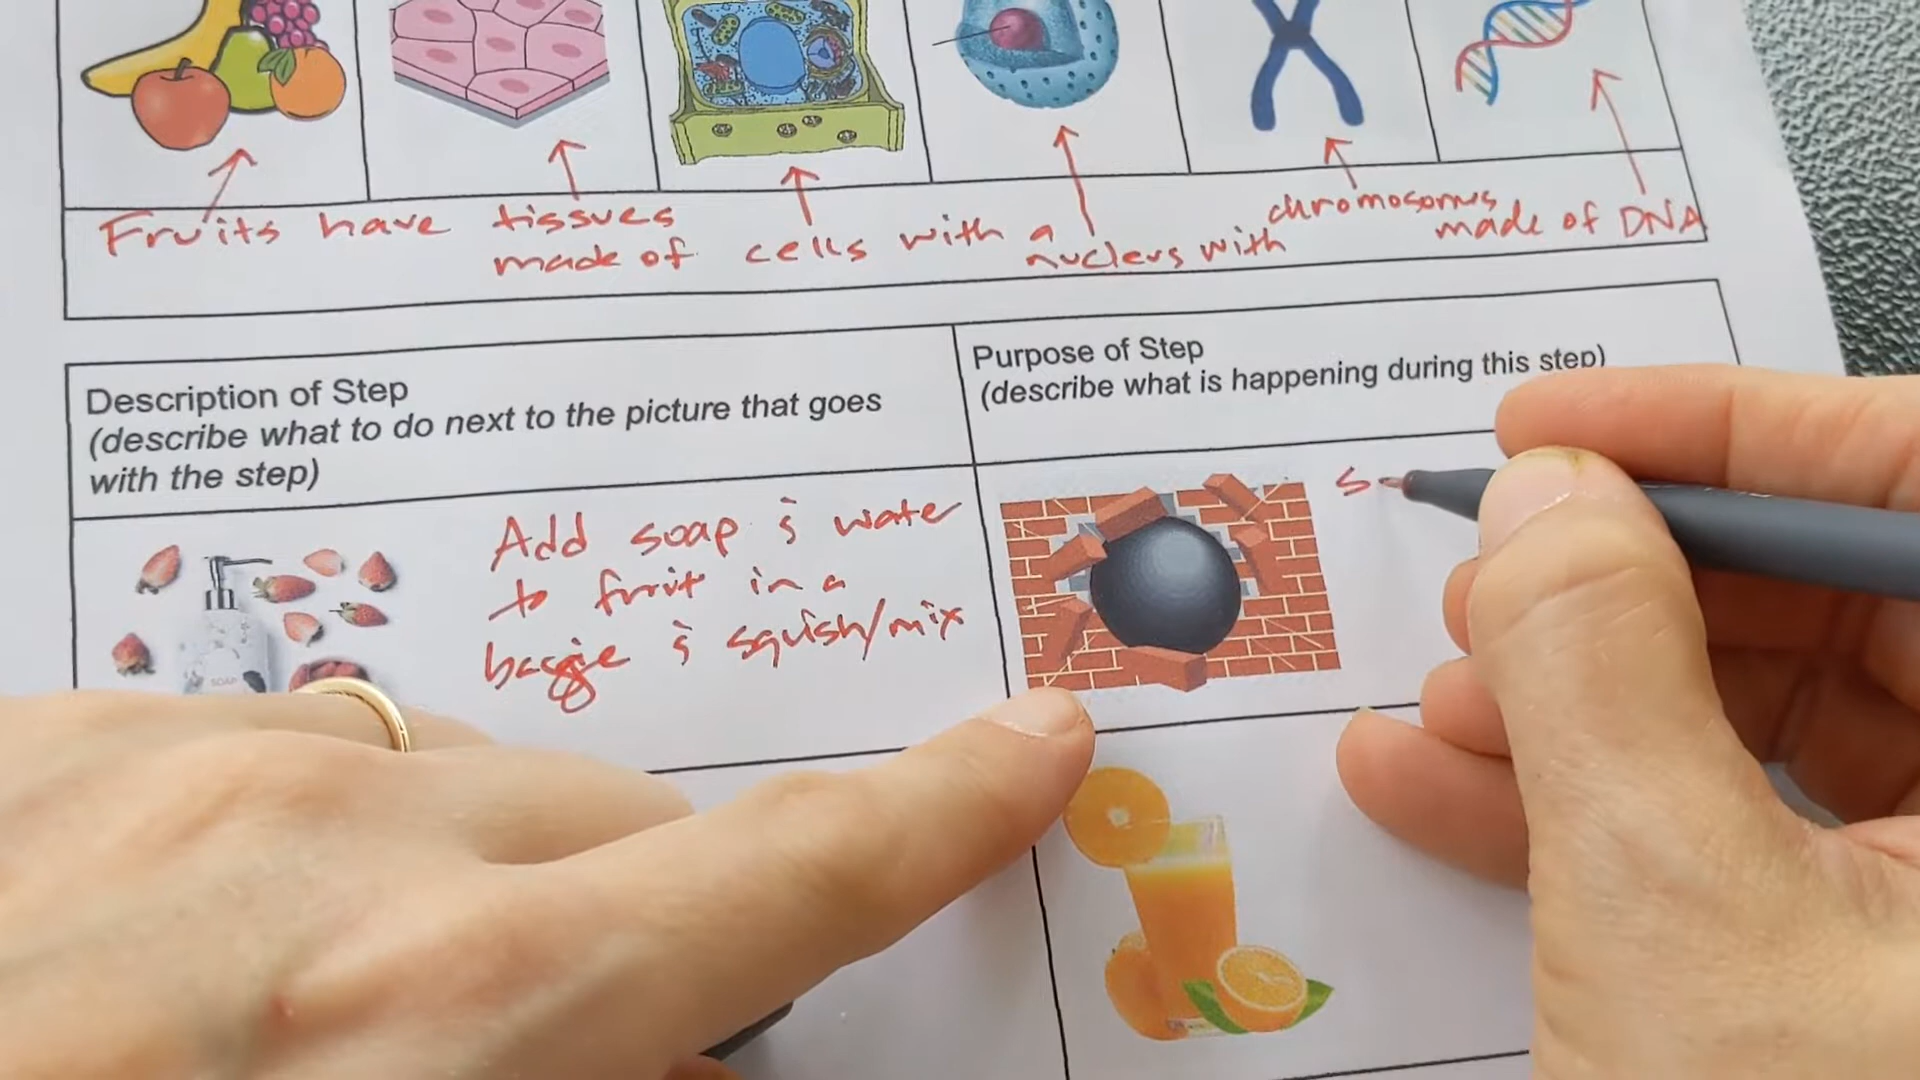 Fruits have tissues
made of cells with a
nucleus with
chromosomes
made of DNA
Description of Step
(describe what to do next to the picture that goes
with the step)
Purpose of Step
(describe what is happening during this step)
Add soap & water
to fruit in a
baggie & squish/mix
SOAP
S